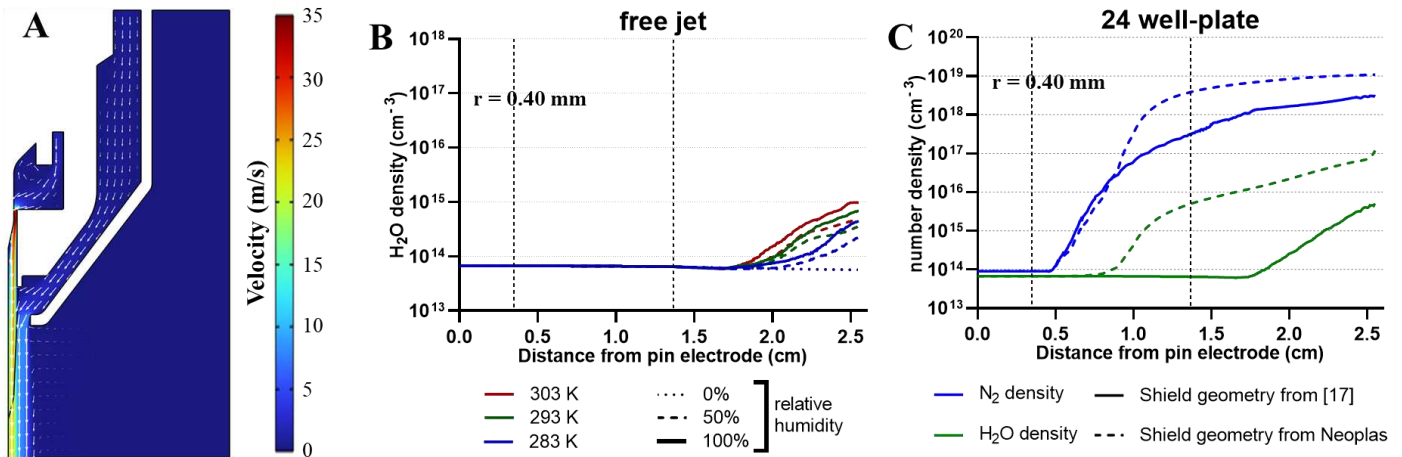 A
35
30
25
20
15
10
5
0
Velocity (m/s)
B
free jet
10^18
10^17
10^16
10^15
10^14
10^13
H₂O density (cm⁻³)
r = 0.40 mm
0.0 0.5 1.0 1.5 2.0 2.5
Distance from pin electrode (cm)
303 K 0%
293 K 50%
283 K 100%
relative
humidity
C
24 well-plate
10^20
10^19
10^18
10^17
10^16
10^15
10^14
10^13
number density (cm⁻³)
r = 0.40 mm
0.0 0.5 1.0 1.5 2.0 2.5
Distance from pin electrode (cm)
N₂ density Shield geometry from [17]
H₂O density Shield geometry from Neoplas